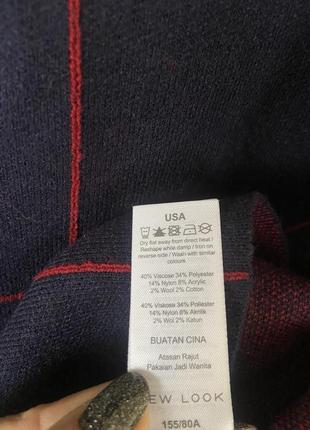 USA
Dry flat away from direct heat /
Reshape while damp / Iron on
reverse side / Wash with similar
colours
40% Viscose 34% Polyester
14% Nylon 8% Acrylic
2% Wool 2% Cotton
40% Viskosa 34% Poliester
14% Nilon 8% Akrilik
2% Wol 2% Katun
BUATAN CINA
Atasan Rajut
Pakaian Jadi Wanita
EW LOOK
155/80A